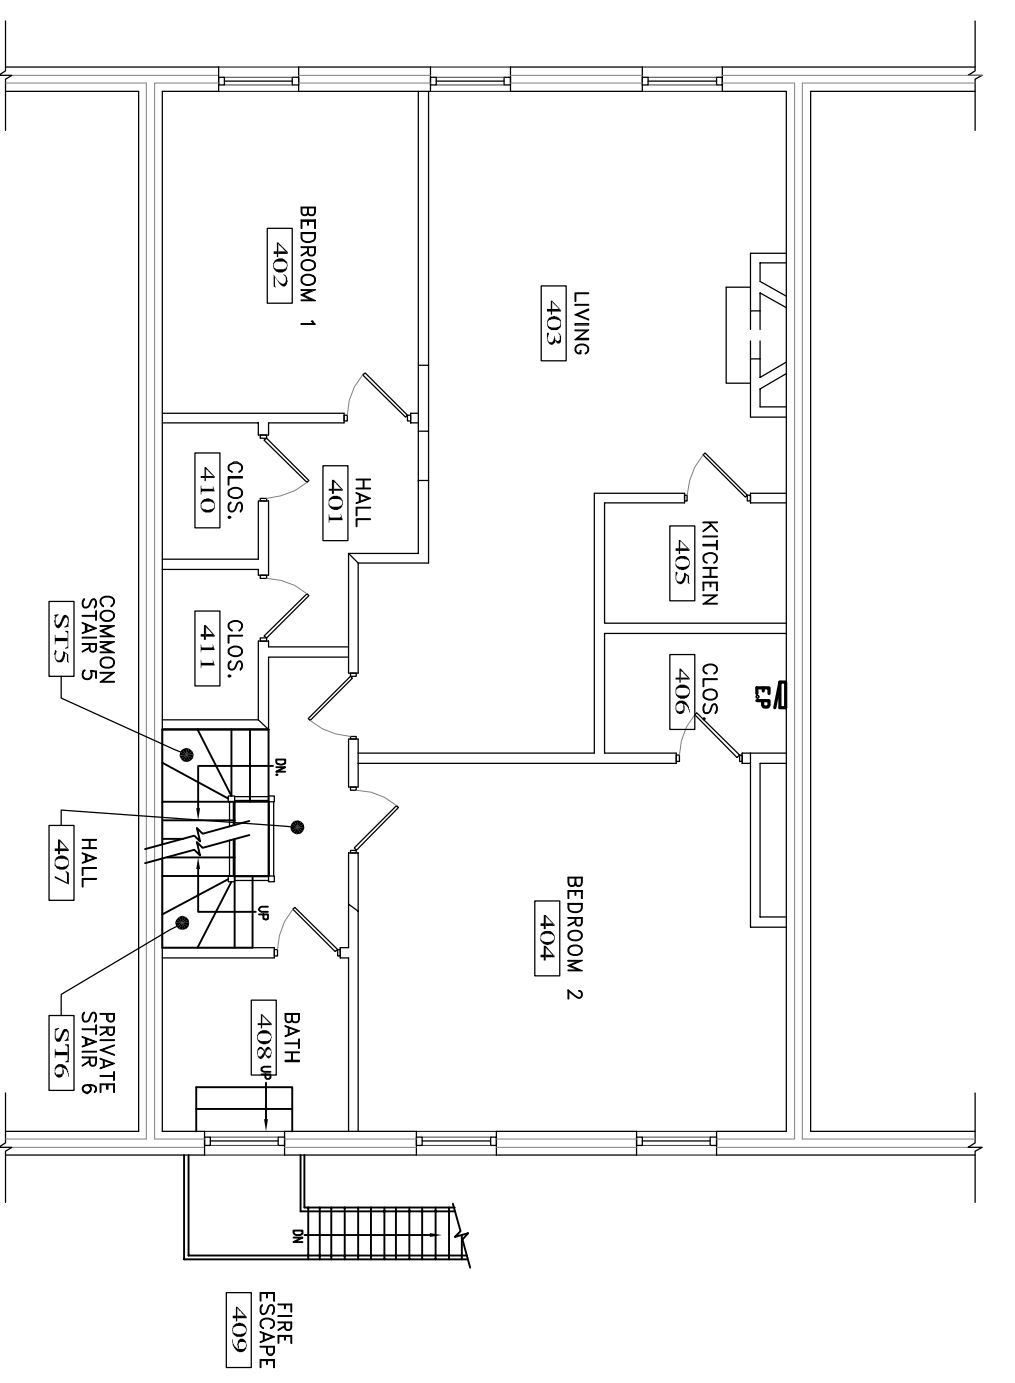 KITCHEN
405
CLOS.
406
E.P
LIVING
403
BEDROOM 2
404
BEDROOM 1
402
HALL
401
CLOS.
410
CLOS.
411
DN.
UP
BATH
408
UP
DN
FIRE
ESCAPE
409
COMMON
STAIR 5
ST5
HALL
407
PRIVATE
STAIR 6
ST6